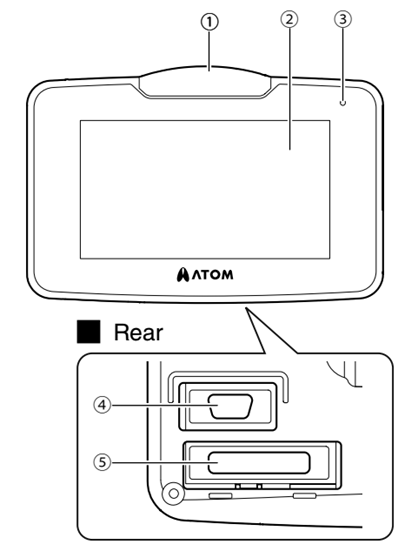 ① ② ③
ATOM
■ Rear
④
⑤